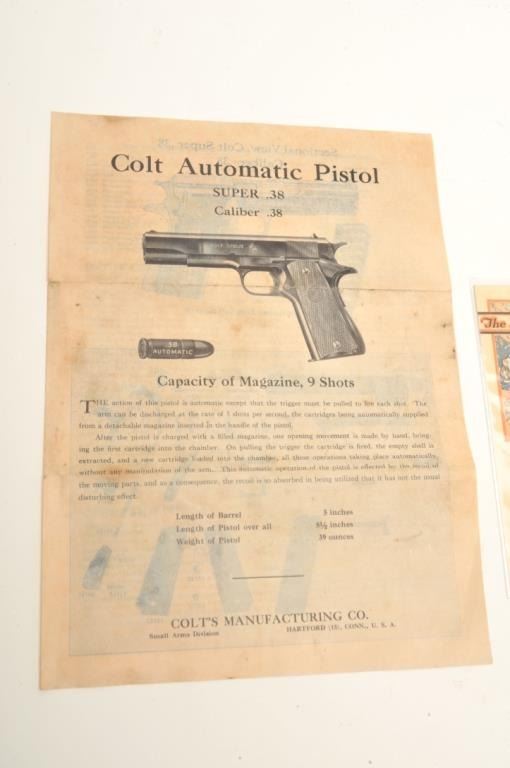 Sectional View, Colt Super .38
Colt Automatic Pistol
SUPER .38
Caliber .38
COLT SUPER
.38
AUTOMATIC
Capacity of Magazine, 9 Shots
THE action of this pistol is automatic except that the trigger must be pulled to fire each shot. The
arm can be discharged at the rate of 5 shots per second, the cartridges being automatically supplied
from a detachable magazine inserted in the handle of the pistol.
After the pistol is charged with a filled magazine, one opening movement is made by hand, bring-
ing the first cartridge into the chamber. On pulling the trigger the cartridge is fired, the empty shell is
extracted, and a new cartridge loaded into the chamber, all these operations taking place automatically,
without any manipulation of the arm. This automatic operation of the pistol is effected by the recoil of
the moving parts, and as a consequence, the recoil is so absorbed in being utilized that it has not the usual
disturbing effect.
Length of Barrel 5 inches
Length of Pistol over all 8½ inches
Weight of Pistol 39 ounces
COLT'S MANUFACTURING CO.
Small Arms Division HARTFORD (15), CONN., U. S. A.
The